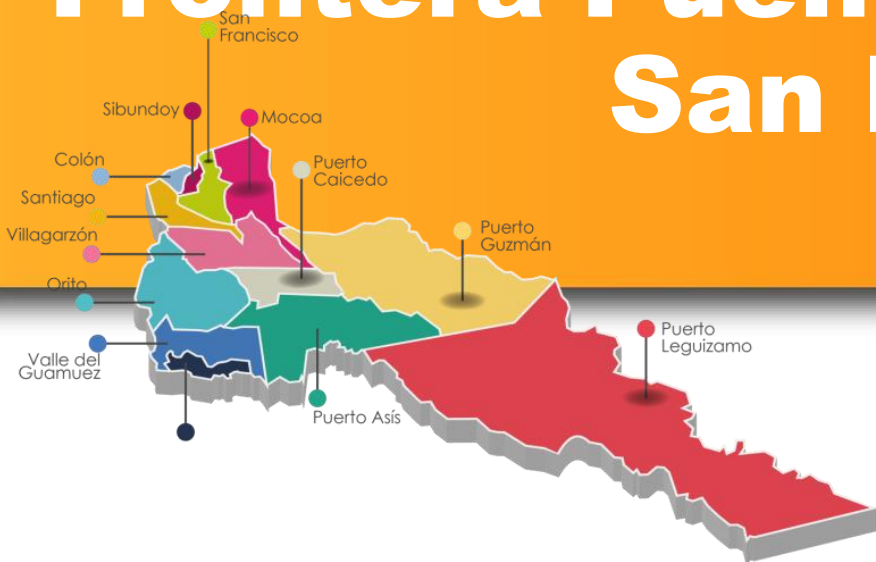 San
San
Francisco
Sibundoy
Mocoa
Colón
Puerto
Caicedo
Santiago
Villagarzón
Puerto
Guzmán
Orito
Puerto
Leguizamo
Valle del
Guamuez
Puerto Asís